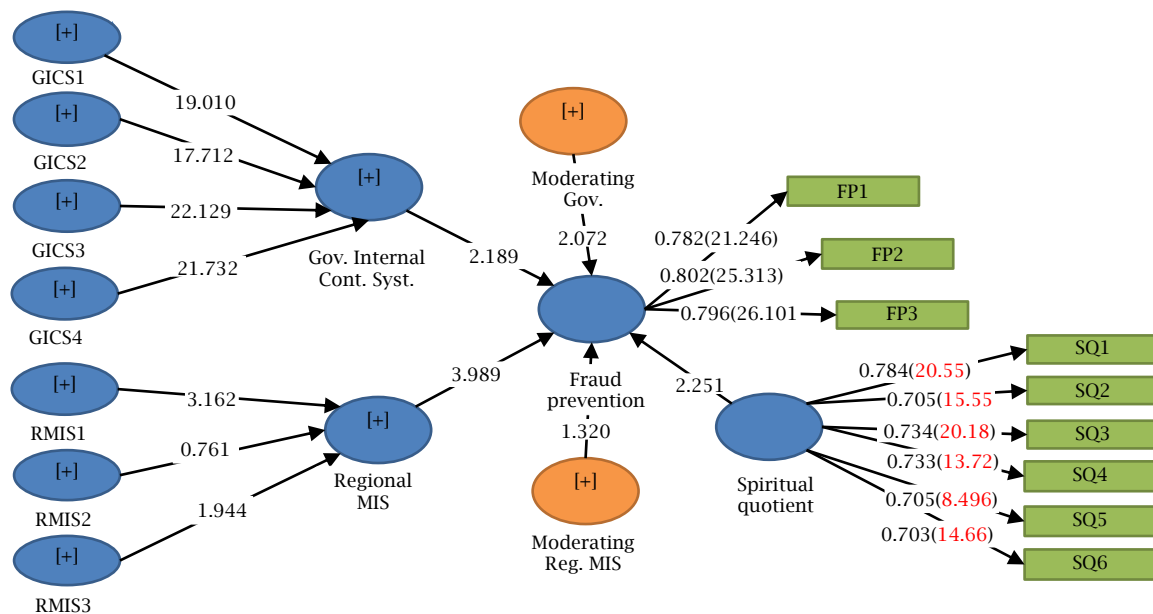 [+]
GICS1
[+]
GICS2
[+]
GICS3
[+]
GICS4
19.010
17.712
22.129
21.732
[+]
Gov. Internal
Cont. Syst.
2.189
[+]
RMIS1
[+]
RMIS2
[+]
RMIS3
3.162
0.761
1.944
[+]
Regional
MIS
3.989
[+]
Moderating
Gov.
2.072
Fraud
prevention
1.320
[+]
Moderating
Reg. MIS
0.782(21.246)
0.802(25.313)
0.796(26.101
FP1
FP2
FP3
2.251
Spiritual
quotient
0.784(20.55)
0.705(15.55
0.734(20.18)
0.733(13.72)
0.705(8.496)
0.703(14.66)
SQ1
SQ2
SQ3
SQ4
SQ5
SQ6